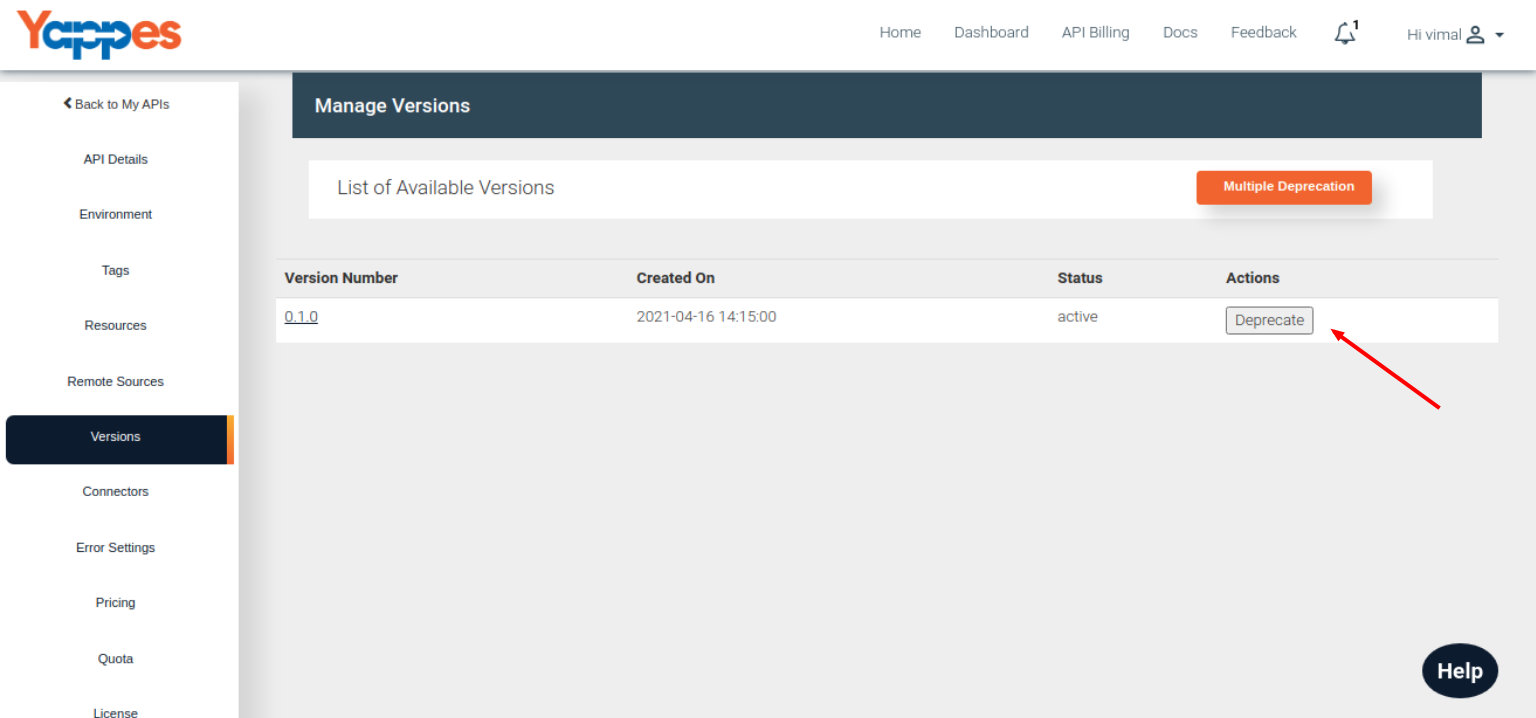 Yappes
Home Dashboard API Billing Docs Feedback 1 Hi vimal
Back to My APIs
API Details
Environment
Tags
Resources
Remote Sources
Versions
Connectors
Error Settings
Pricing
Quota
License
Manage Versions
List of Available Versions Multiple Deprecation
Version Number Created On Status Actions
0.1.0 2021-04-16 14:15:00 active Deprecate
Help